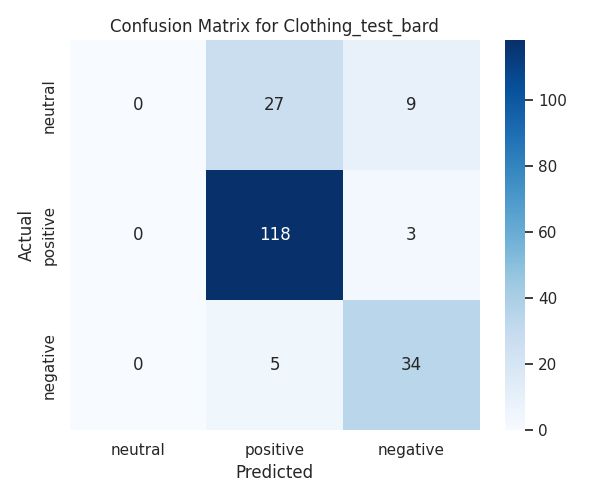 Confusion Matrix for Clothing_test_bard
Actual
neutral
positive
negative
0 27 9
0 118 3
0 5 34
neutral positive negative
Predicted
100
80
60
40
20
0